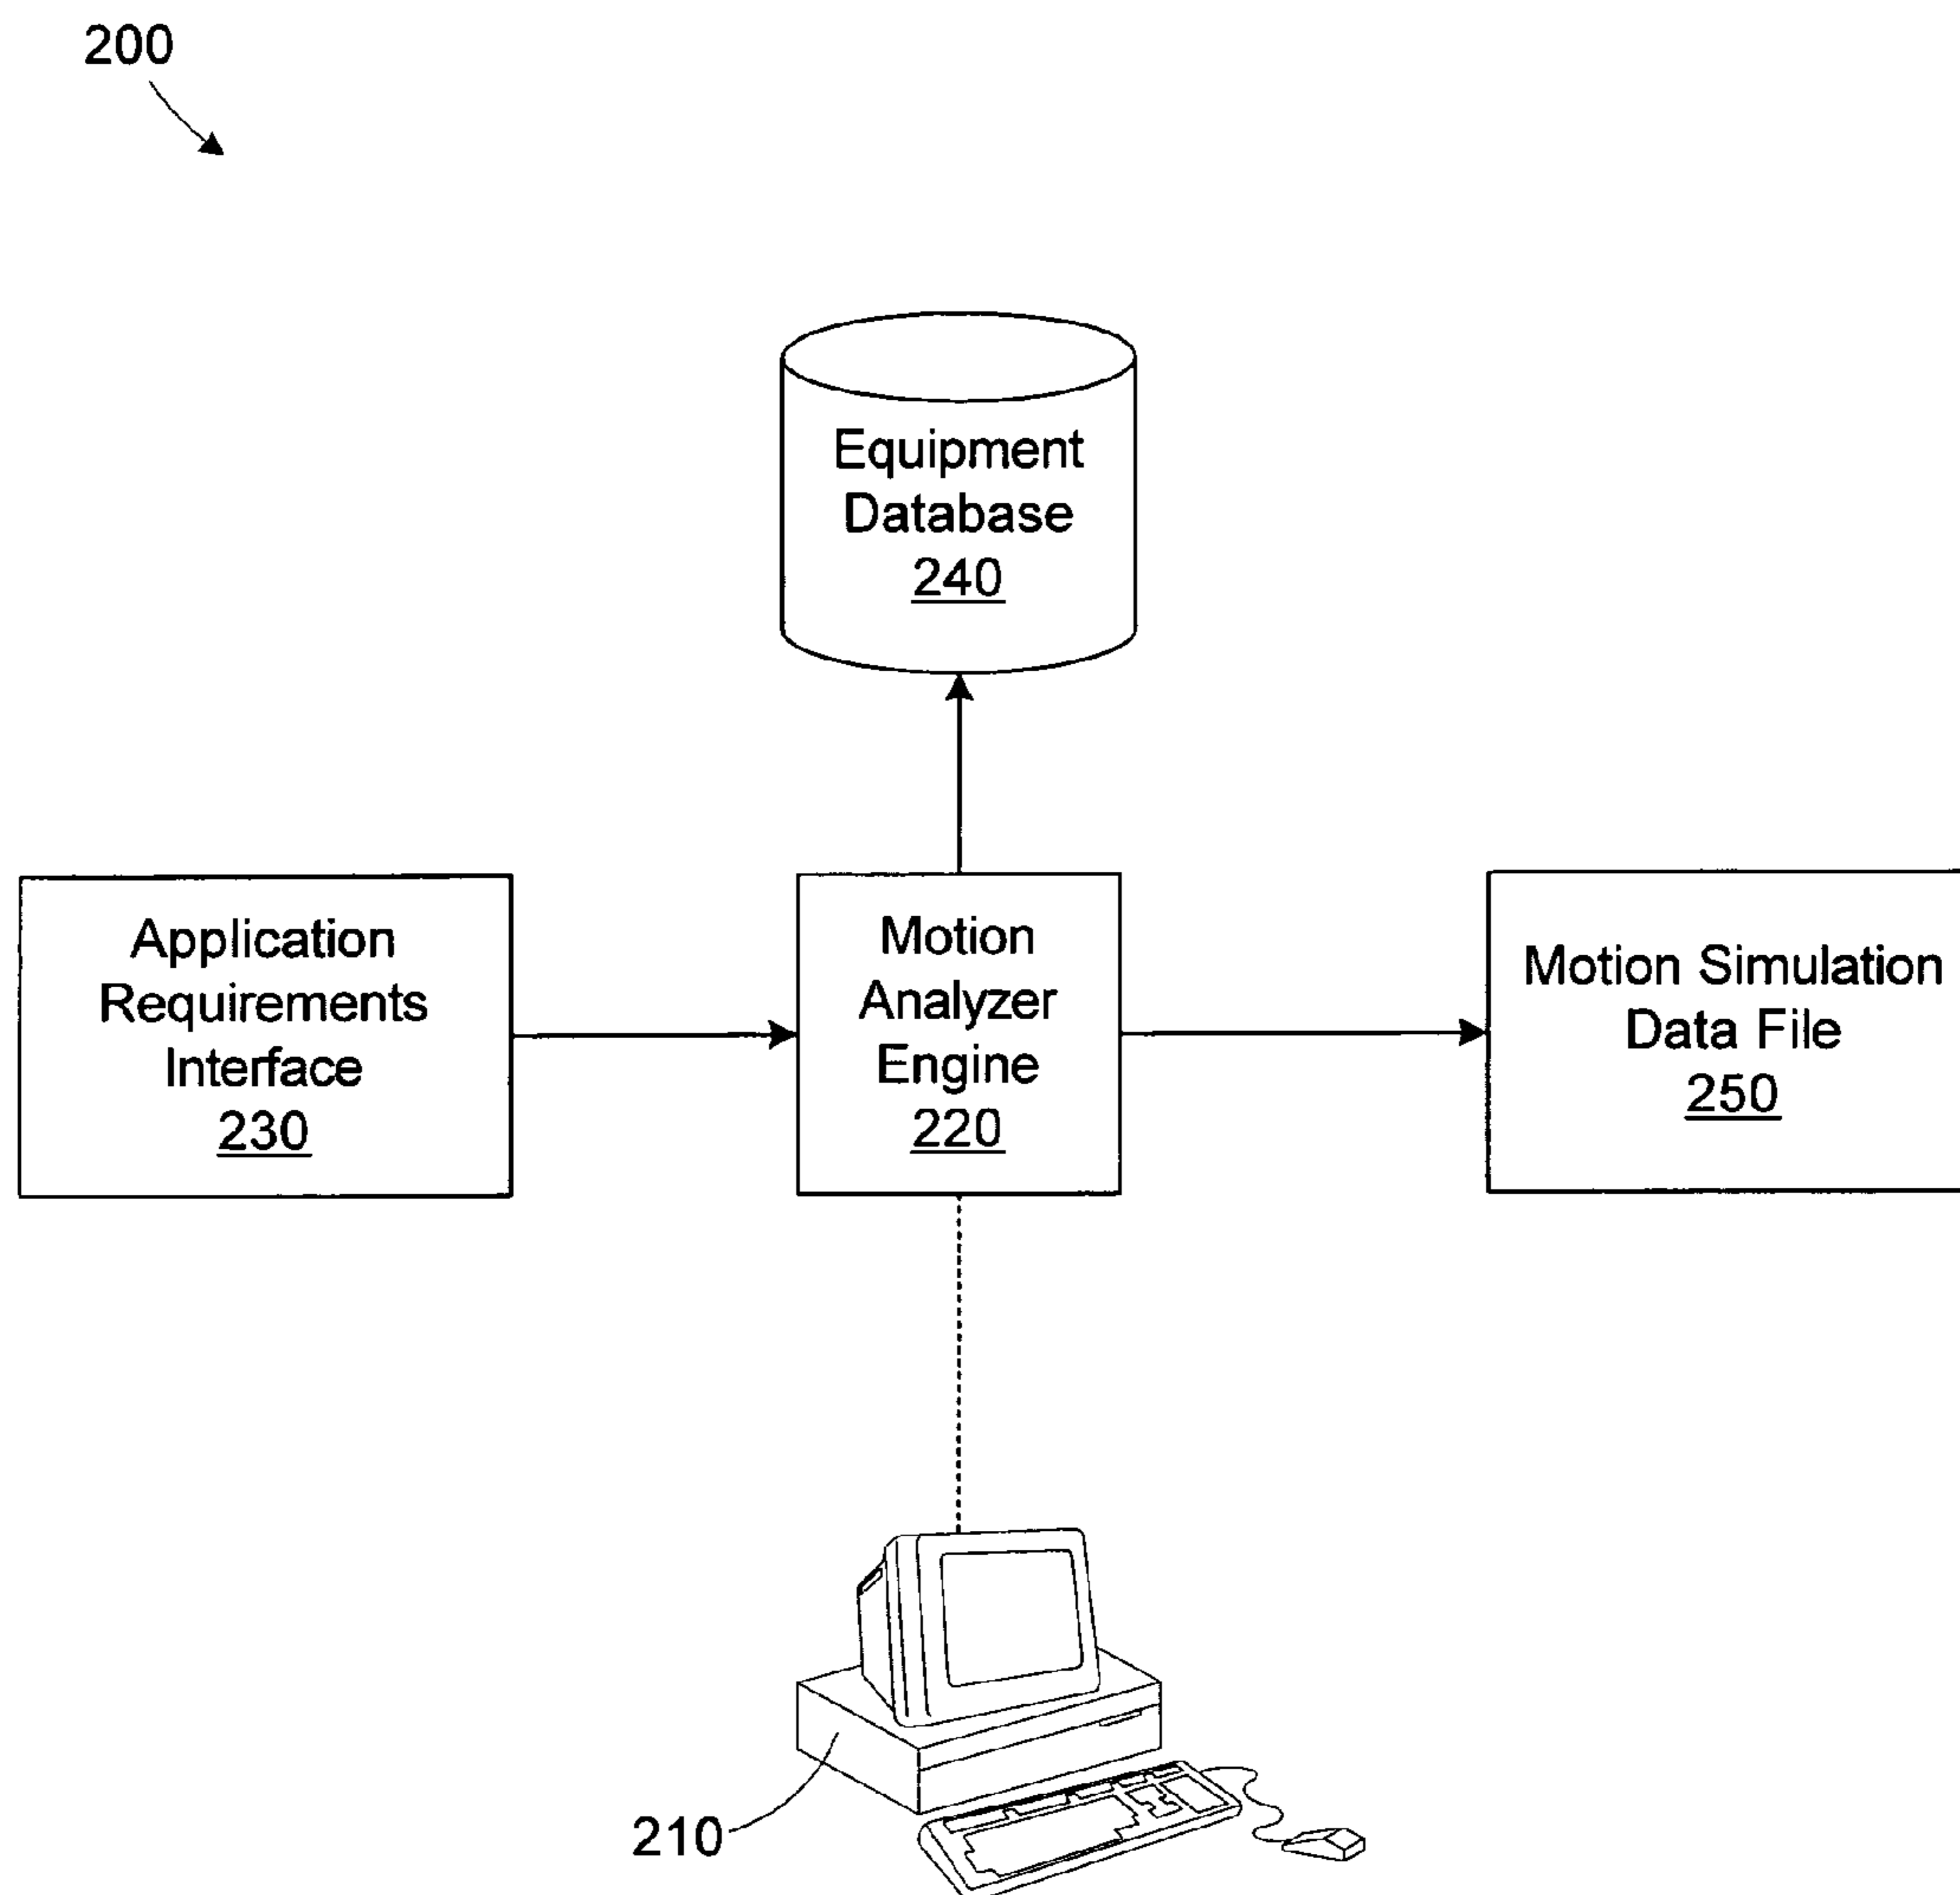 200
Equipment
Database
240
Application
Requirements
Interface
230
Motion
Analyzer
Engine
220
Motion Simulation
Data File
250
210